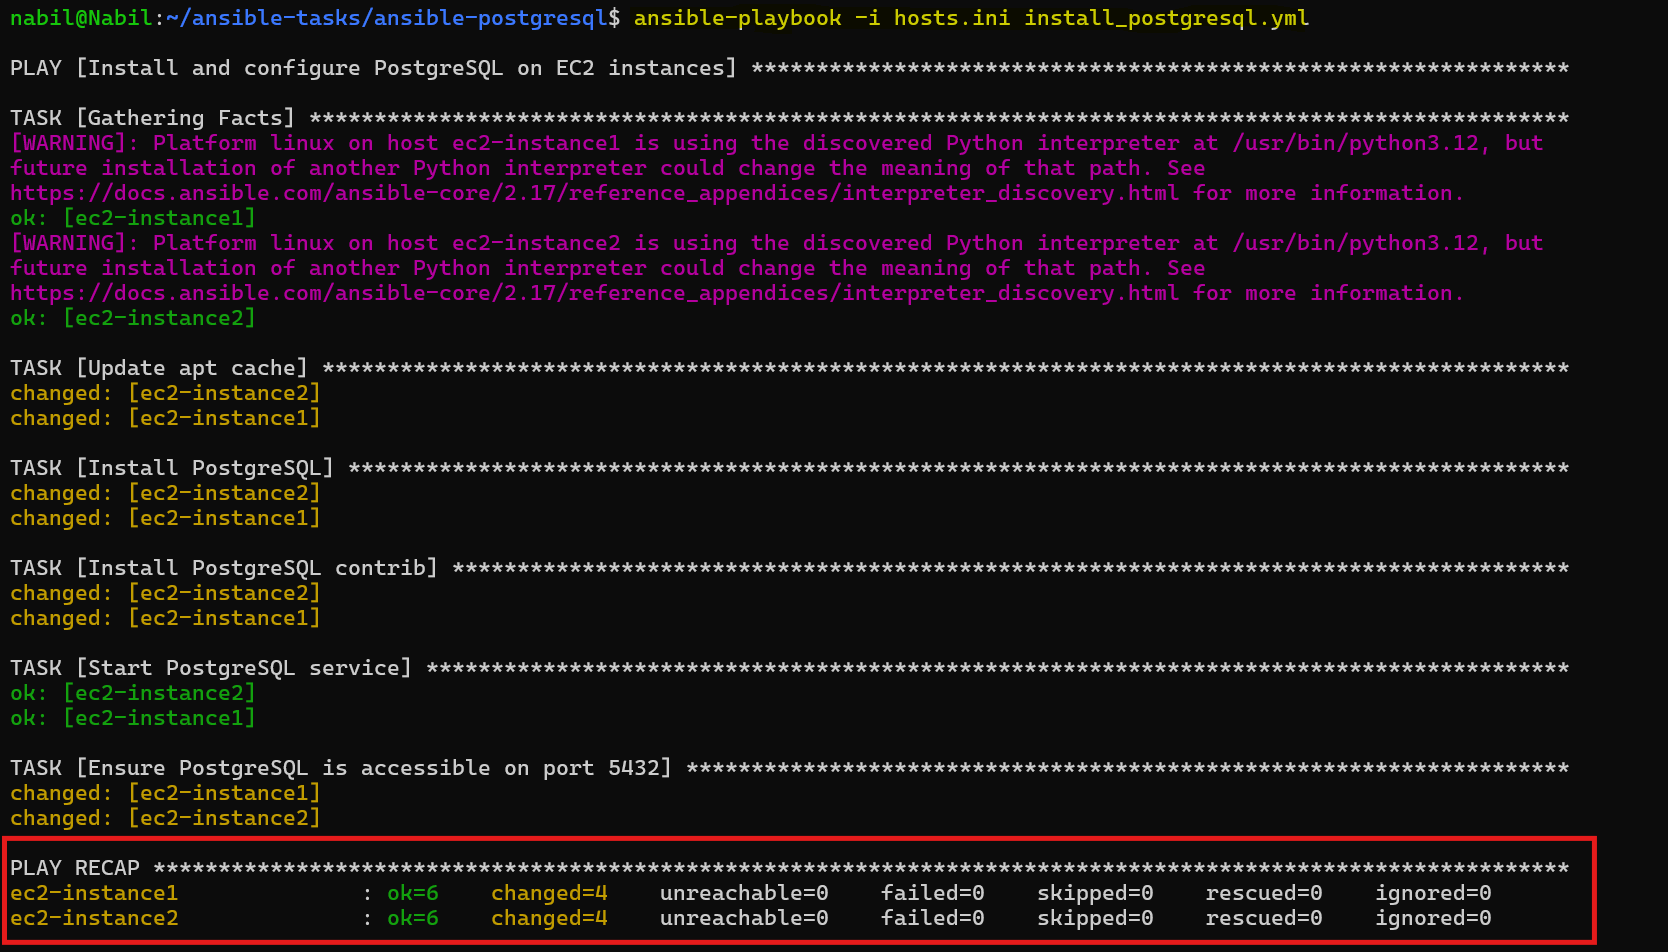 nabil@Nabil:~/ansible-tasks/ansible-postgresql$ ansible-playbook -i hosts.ini install_postgresql.yml
PLAY [Install and configure PostgreSQL on EC2 instances] ***************************************************************
TASK [Gathering Facts] *************************************************************************************************
[WARNING]: Platform linux on host ec2-instance1 is using the discovered Python interpreter at /usr/bin/python3.12, but
future installation of another Python interpreter could change the meaning of that path. See
https://docs.ansible.com/ansible-core/2.17/reference_appendices/interpreter_discovery.html for more information.
ok: [ec2-instance1]
[WARNING]: Platform linux on host ec2-instance2 is using the discovered Python interpreter at /usr/bin/python3.12, but
future installation of another Python interpreter could change the meaning of that path. See
https://docs.ansible.com/ansible-core/2.17/reference_appendices/interpreter_discovery.html for more information.
ok: [ec2-instance2]
TASK [Update apt cache] ************************************************************************************************
changed: [ec2-instance2]
changed: [ec2-instance1]
TASK [Install PostgreSQL] **********************************************************************************************
changed: [ec2-instance2]
changed: [ec2-instance1]
TASK [Install PostgreSQL contrib] **************************************************************************************
changed: [ec2-instance2]
changed: [ec2-instance1]
TASK [Start PostgreSQL service] ****************************************************************************************
ok: [ec2-instance2]
ok: [ec2-instance1]
TASK [Ensure PostgreSQL is accessible on port 5432] ********************************************************************
changed: [ec2-instance1]
changed: [ec2-instance2]
PLAY RECAP *************************************************************************************************************
ec2-instance1              : ok=6    changed=4    unreachable=0    failed=0    skipped=0    rescued=0    ignored=0
ec2-instance2              : ok=6    changed=4    unreachable=0    failed=0    skipped=0    rescued=0    ignored=0